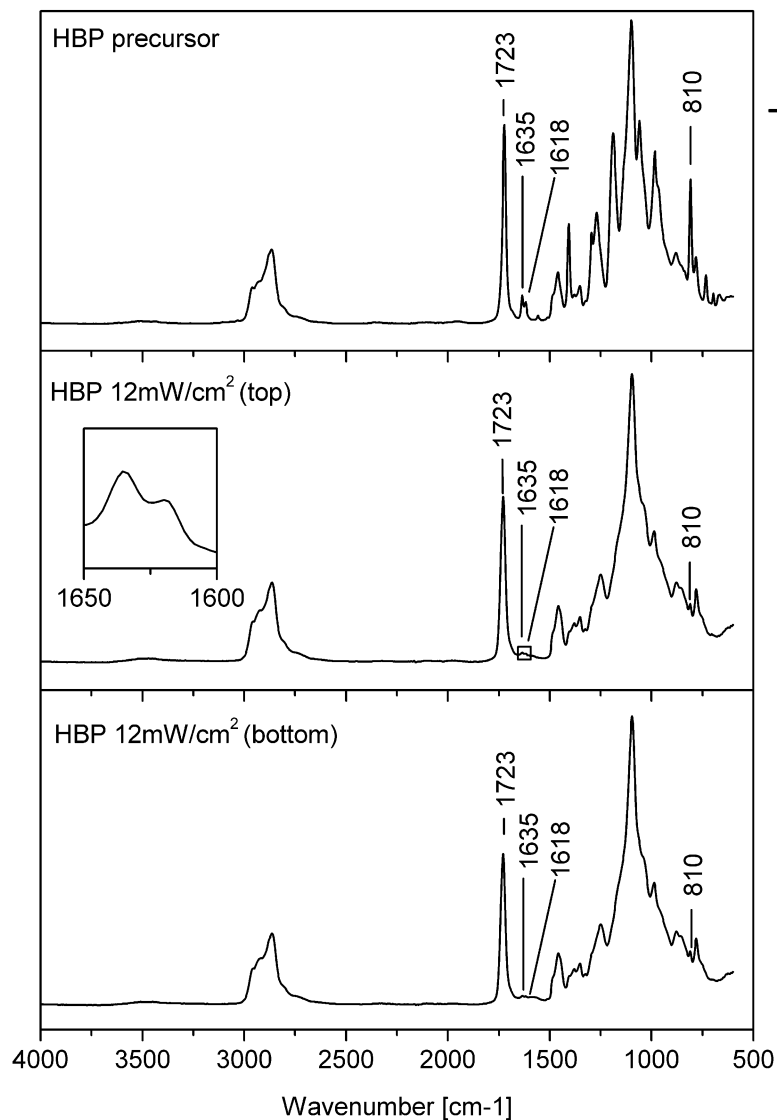 HBP precursor
1723
1635
1618
810
HBP 12mW/cm² (top)
1723
1635
1618
810
1650 1600
HBP 12mW/cm² (bottom)
1723
1635
1618
810
4000 3500 3000 2500 2000 1500 1000 500
Wavenumber [cm-1]